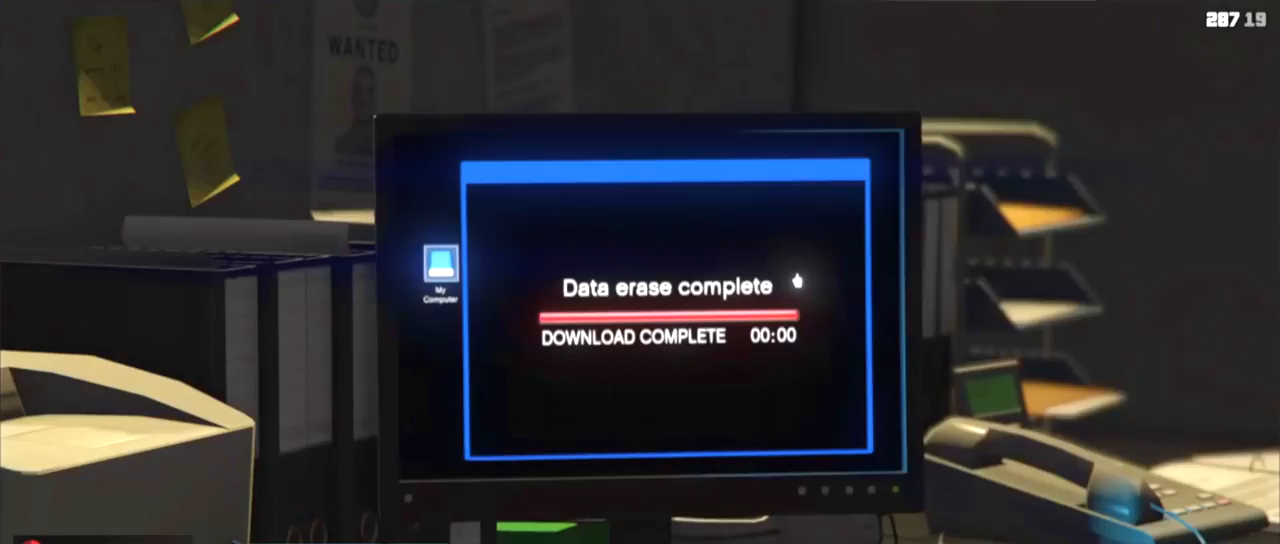 287 19
WANTED
My
Computer
Data erase complete
DOWNLOAD COMPLETE 00:00